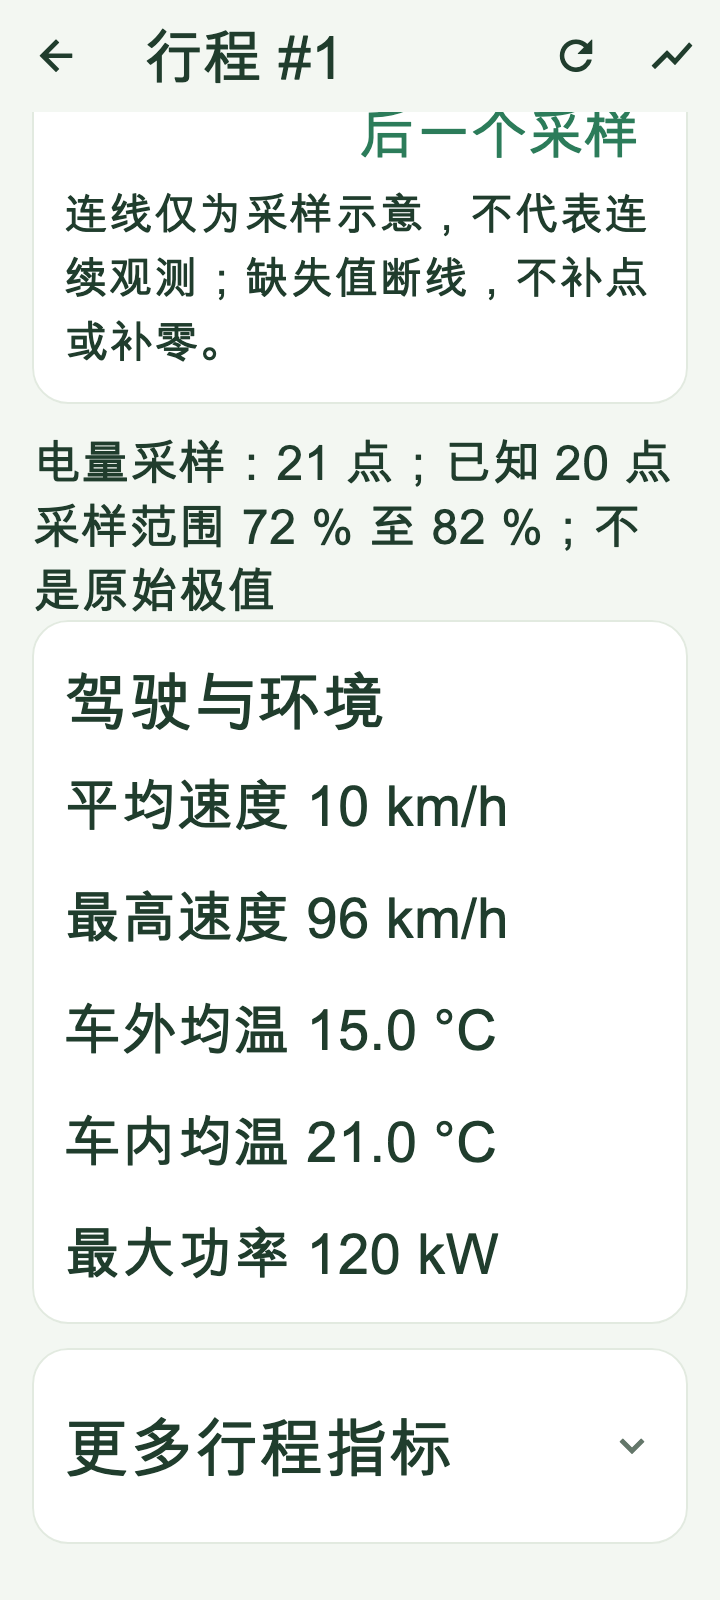 行程 #1
后一个采样
连线仅为采样示意，不代表连
续观测；缺失值断线，不补点
或补零。
电量采样：21 点；已知 20 点
采样范围 72 % 至 82 %；不
是原始极值
驾驶与环境
平均速度 10 km/h
最高速度 96 km/h
车外均温 15.0 °C
车内均温 21.0 °C
最大功率 120 kW
更多行程指标